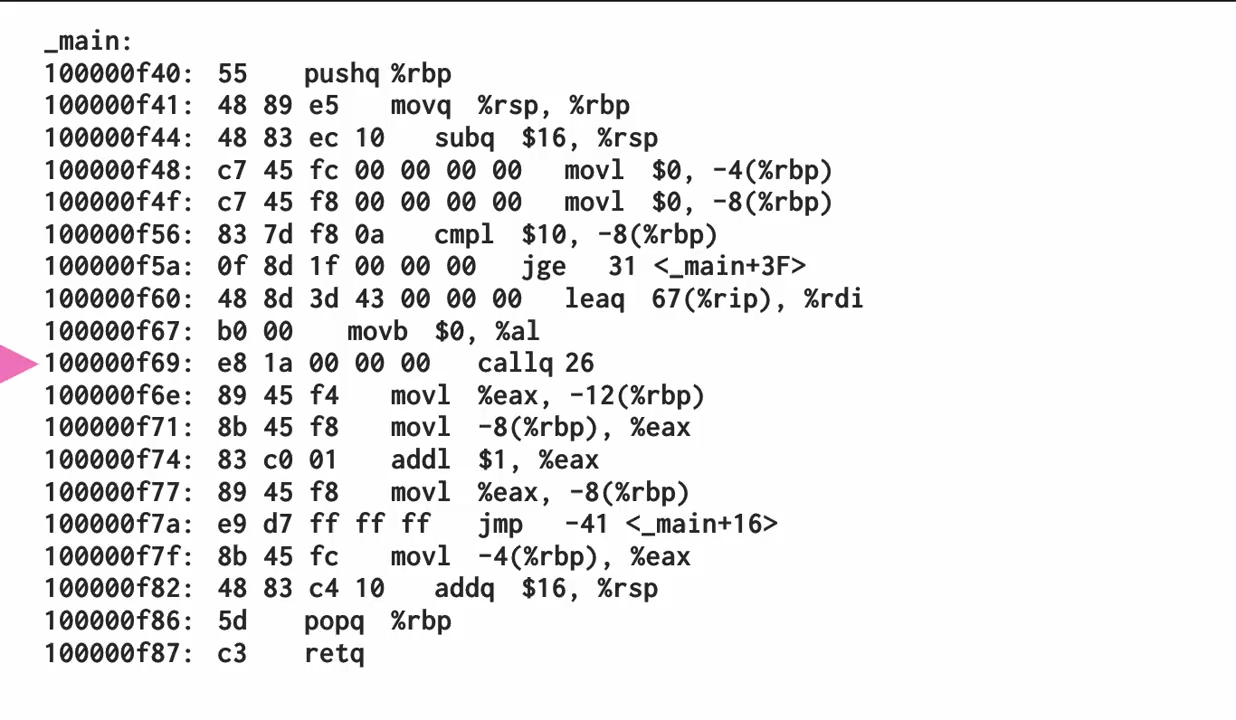 _main:
100000f40: 55 pushq %rbp
100000f41: 48 89 e5 movq %rsp, %rbp
100000f44: 48 83 ec 10 subq $16, %rsp
100000f48: c7 45 fc 00 00 00 00 movl $0, -4(%rbp)
100000f4f: c7 45 f8 00 00 00 00 movl $0, -8(%rbp)
100000f56: 83 7d f8 0a cmpl $10, -8(%rbp)
100000f5a: 0f 8d 1f 00 00 00 jge 31 <_main+3F>
100000f60: 48 8d 3d 43 00 00 00 leaq 67(%rip), %rdi
100000f67: b0 00 movb $0, %al
100000f69: e8 1a 00 00 00 callq 26
100000f6e: 89 45 f4 movl %eax, -12(%rbp)
100000f71: 8b 45 f8 movl -8(%rbp), %eax
100000f74: 83 c0 01 addl $1, %eax
100000f77: 89 45 f8 movl %eax, -8(%rbp)
100000f7a: e9 d7 ff ff ff jmp -41 <_main+16>
100000f7f: 8b 45 fc movl -4(%rbp), %eax
100000f82: 48 83 c4 10 addq $16, %rsp
100000f86: 5d popq %rbp
100000f87: c3 retq